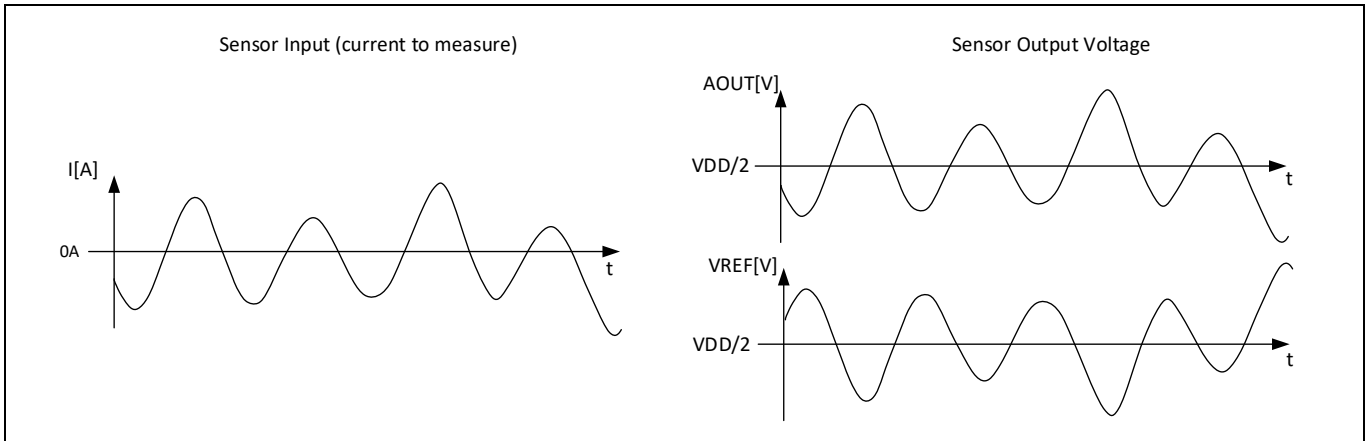 Sensor Input (current to measure)
I[A]
0A
t
Sensor Output Voltage
AOUT[V]
VDD/2
t
VREF[V]
VDD/2
t